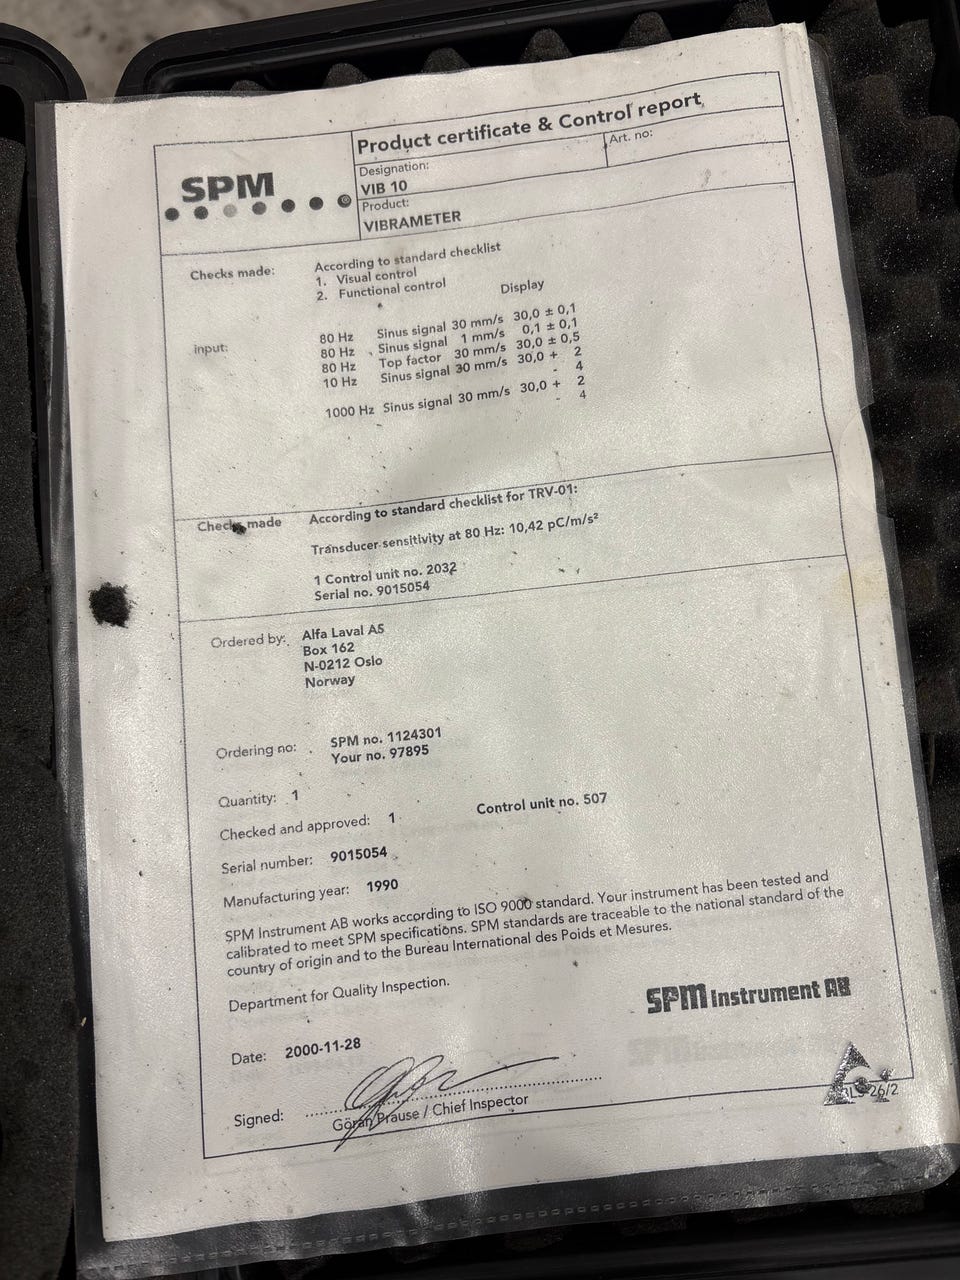 SPM
®
Product certificate & Control report
Designation:
VIB 10
Art. no:
Product:
VIBRAMETER
Checks made: According to standard checklist
1. Visual control
2. Functional control
Display
input: 80 Hz Sinus signal 30 mm/s 30,0 ± 0,1
80 Hz Sinus signal 1 mm/s 0,1 ± 0,1
80 Hz Top factor 30 mm/s 30,0 ± 0,5
10 Hz Sinus signal 30 mm/s 30,0 + 2
- 4
1000 Hz Sinus signal 30 mm/s 30,0 + 2
- 4
Checks made According to standard checklist for TRV-01:
Transducer sensitivity at 80 Hz: 10,42 pC/m/s²
1 Control unit no. 2032
Serial no. 9015054
Ordered by: Alfa Laval AS
Box 162
N-0212 Oslo
Norway
Ordering no: SPM no. 1124301
Your no. 97895
Quantity: 1
Checked and approved: 1 Control unit no. 507
Serial number: 9015054
Manufacturing year: 1990
SPM Instrument AB works according to ISO 9000 standard. Your instrument has been tested and
calibrated to meet SPM specifications. SPM standards are traceable to the national standard of the
country of origin and to the Bureau International des Poids et Mesures.
Department for Quality Inspection.
SPM Instrument AB
Date: 2000-11-28
Signed:
Göran Prause / Chief Inspector
26/2